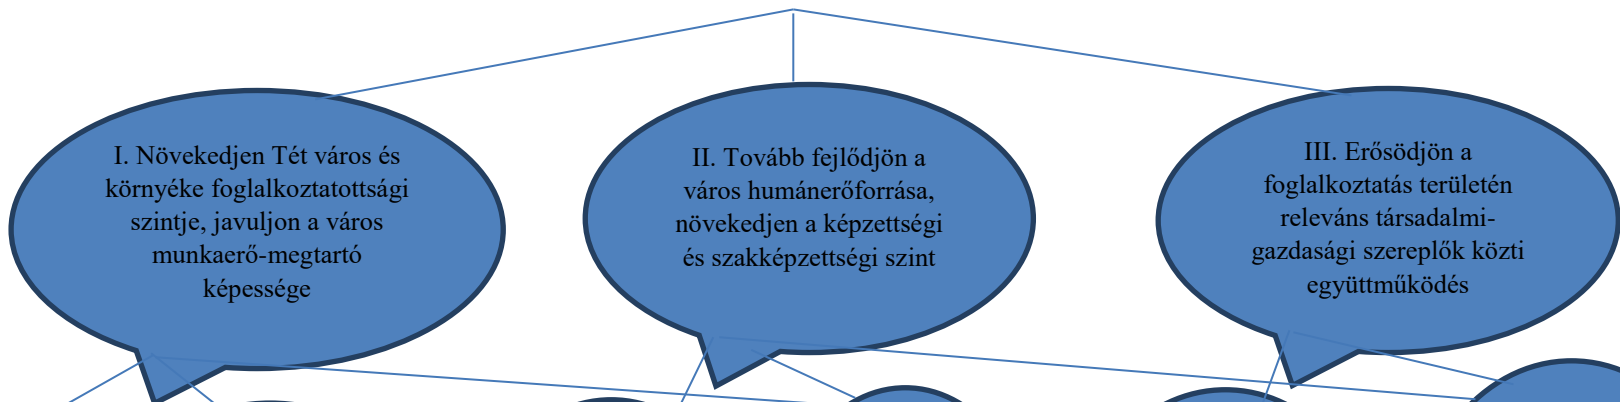 I. Növekedjen Tét város és
környéke foglalkoztatottsági
szintje, javuljon a város
munkaerő-megtartó
képessége
II. Tovább fejlődjön a
város humánerőforrása,
növekedjen a képzettségi
és szakképzettségi szint
III. Erősödjön a
foglalkoztatás területén
releváns társadalmi-
gazdasági szereplők közti
együttműködés